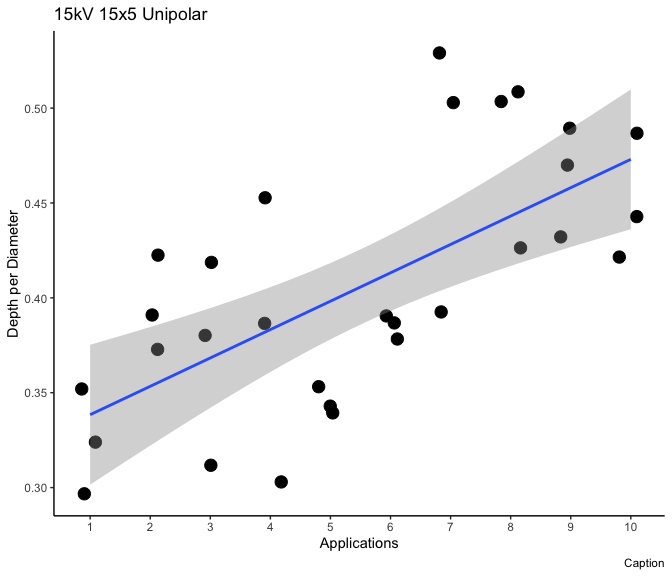 15kV 15x5 Unipolar
Depth per Diameter
0.50
0.45
0.40
0.35
0.30
1 2 3 4 5 6 7 8 9 10
Applications
Caption